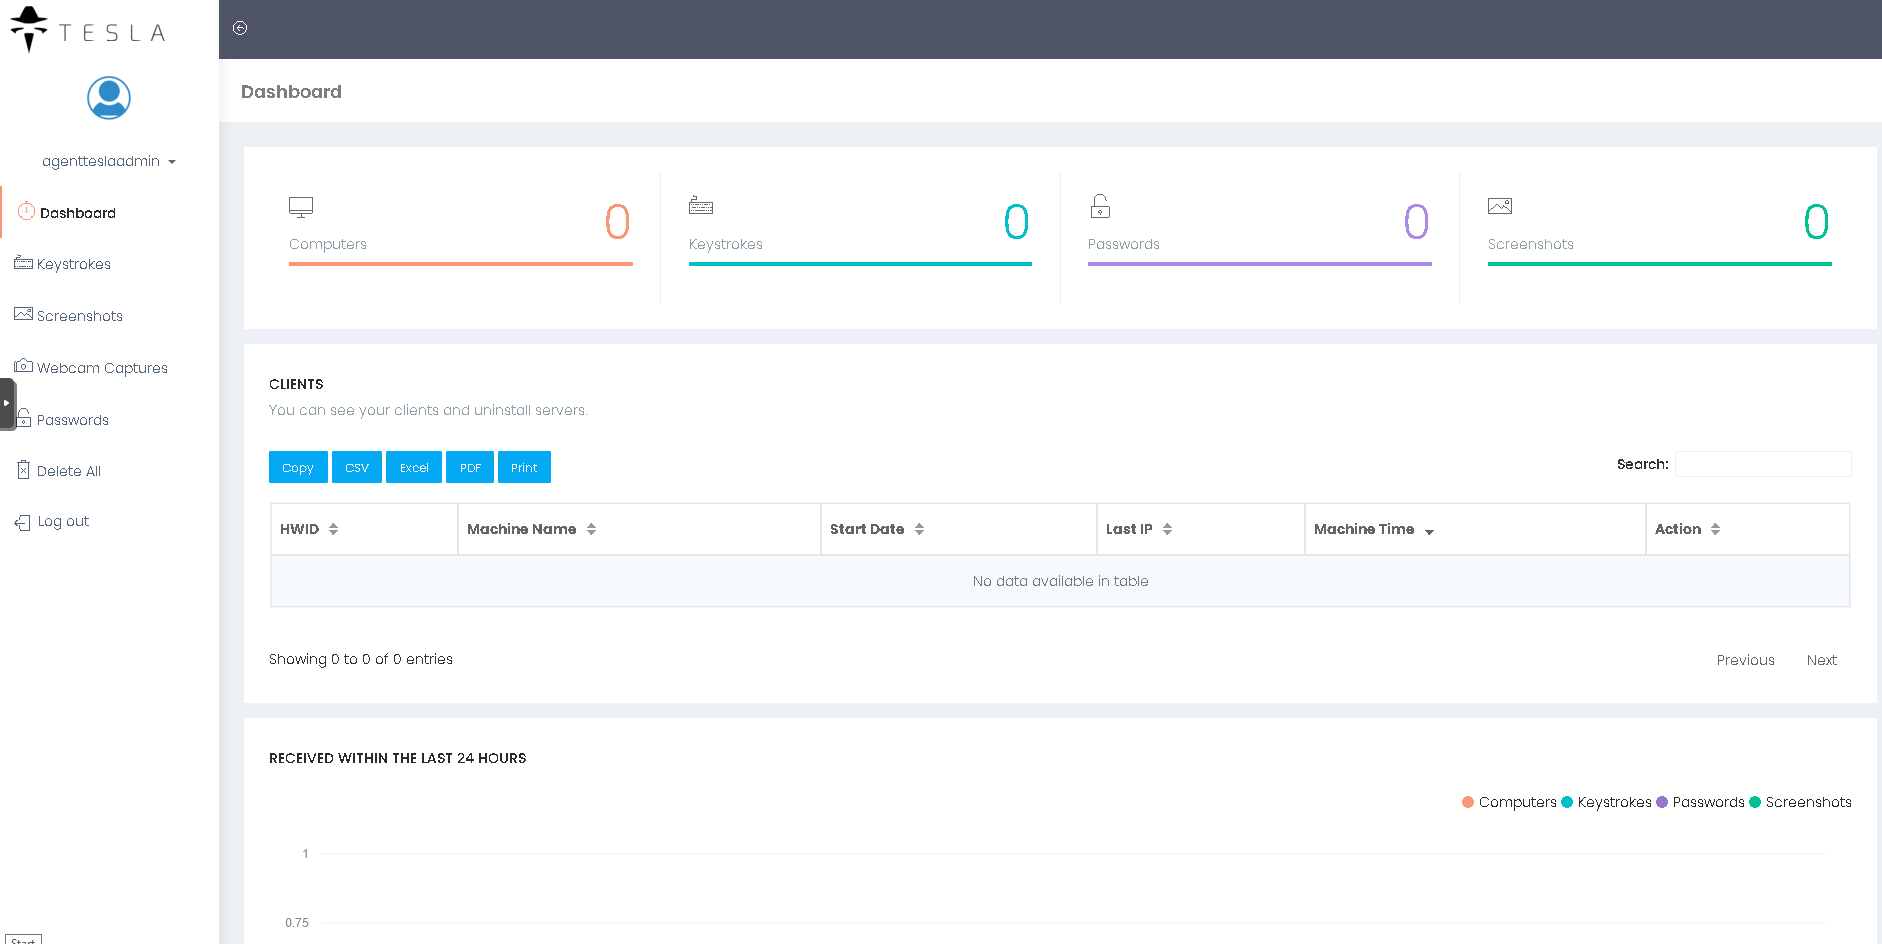 TESLA
agentteslaadmin
Dashboard
Keystrokes
Screenshots
Webcam Captures
Passwords
Delete All
Log out
Dashboard
Computers
0
Keystrokes
0
Passwords
0
Screenshots
0
CLIENTS
You can see your clients and uninstall servers.
Copy CSV Excel PDF Print
Search:
HWID Machine Name Start Date Last IP Machine Time Action
No data available in table
Showing 0 to 0 of 0 entries
Previous Next
RECEIVED WITHIN THE LAST 24 HOURS
Computers Keystrokes Passwords Screenshots
1
0.75
Start